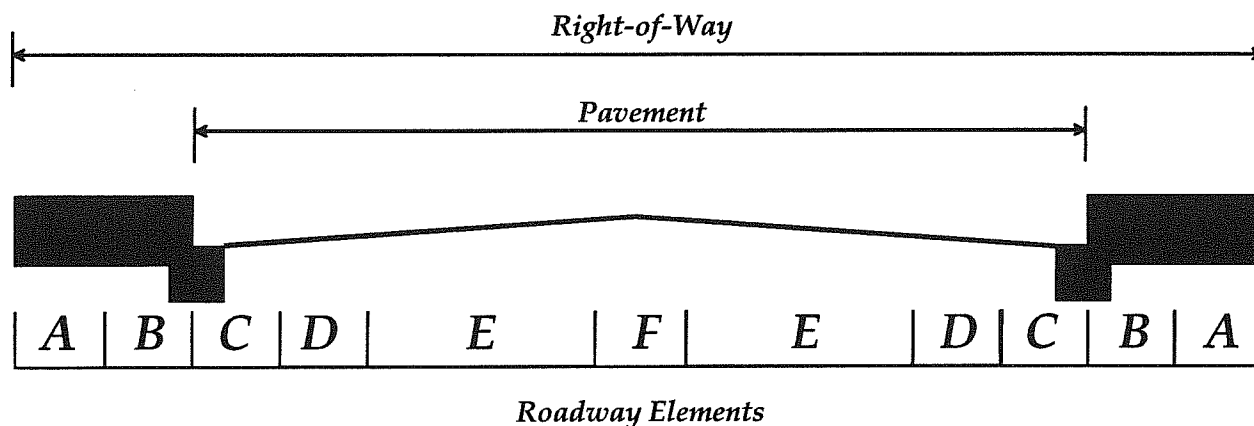 Right-of-Way
Pavement
A B C D E F E D C B A
Roadway Elements